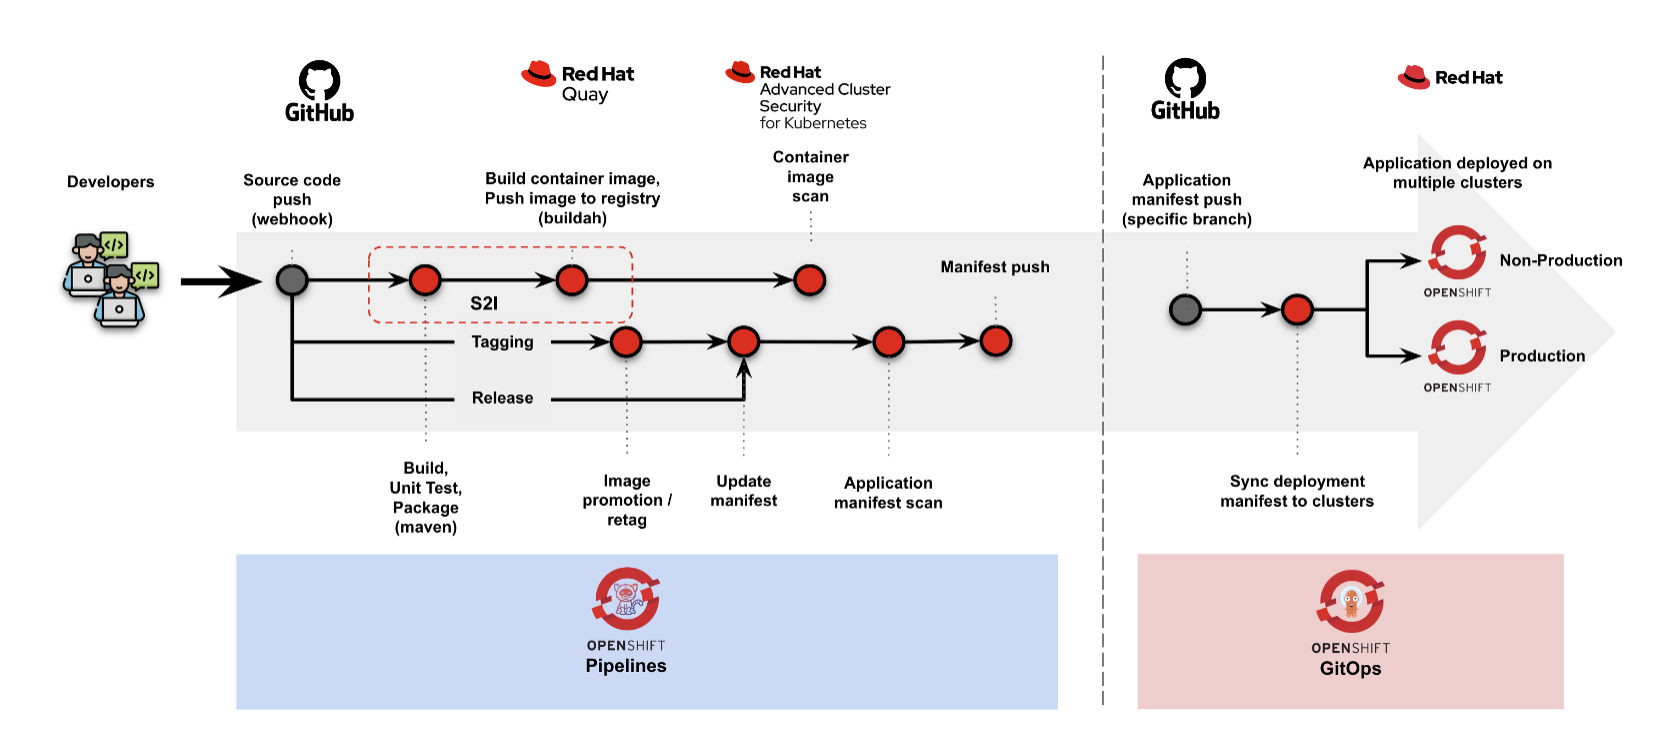 GitHub
Red Hat
Quay
Red Hat
Advanced Cluster
Security
for Kubernetes
GitHub
Red Hat
Developers
Source code
push
(webhook)
Build container image,
Push image to registry
(buildah)
Container
image
scan
Application
manifest push
(specific branch)
Application deployed on
multiple clusters
</>
</>
S2I
Manifest push
Tagging
Release
OPENSHIFT
Non-Production
OPENSHIFT
Production
Build,
Unit Test,
Package
(maven)
Image
promotion /
retag
Update
manifest
Application
manifest scan
Sync deployment
manifest to clusters
OPENSHIFT
Pipelines
OPENSHIFT
GitOps